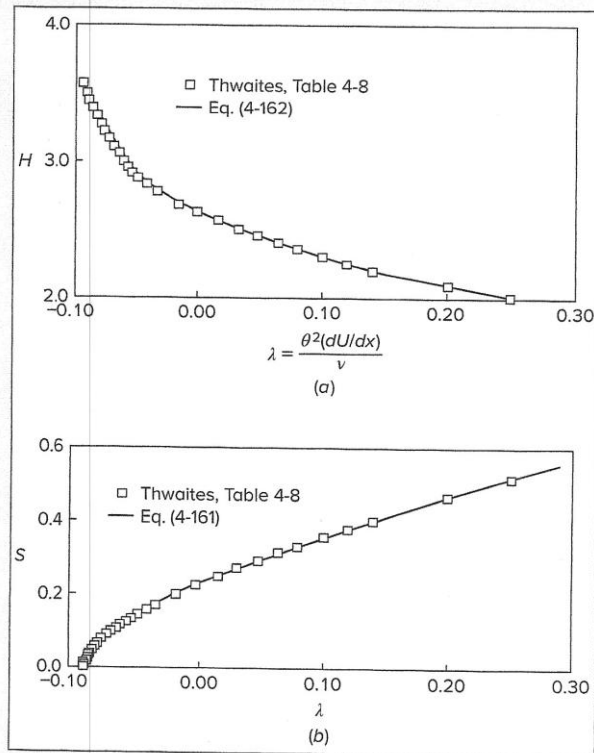 4.0
Thwaites, Table 4-8
Eq. (4-162)
H
3.0
2.0
−0.10 0.00 0.10 0.20 0.30
λ = θ²(dU/dx)
ν
(a)
0.6
Thwaites, Table 4-8
Eq. (4-161)
0.4
S
0.2
0.0
−0.10 0.00 0.10 0.20 0.30
λ
(b)